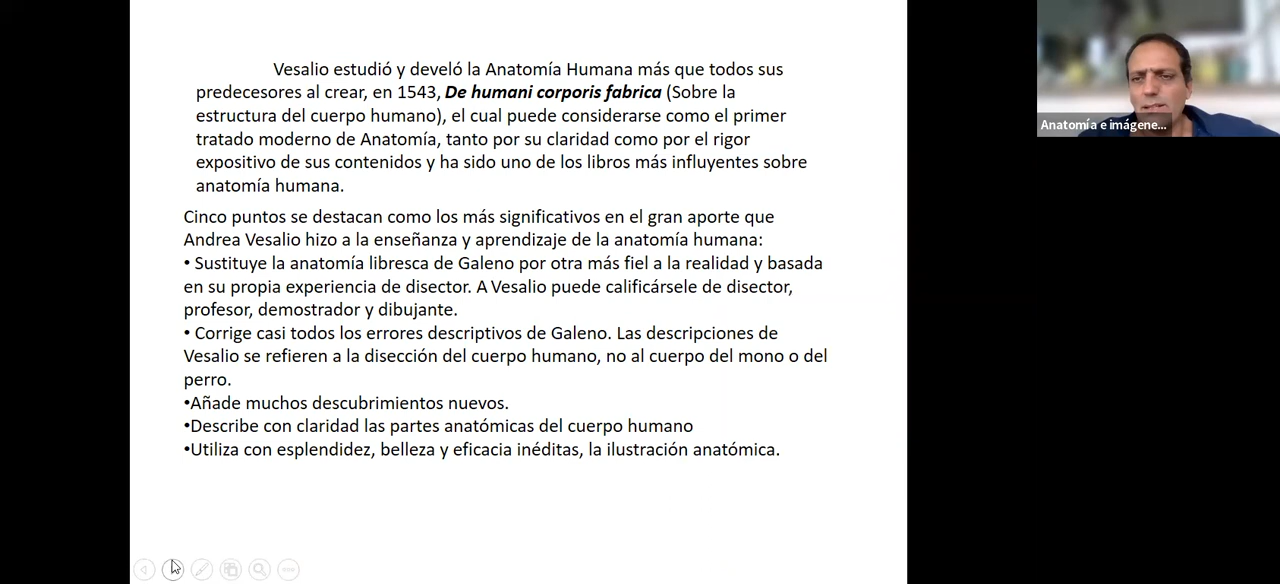 Vesalio estudió y develó la Anatomía Humana más que todos sus
predecesores al crear, en 1543, De humani corporis fabrica (Sobre la
estructura del cuerpo humano), el cual puede considerarse como el primer
tratado moderno de Anatomía, tanto por su claridad como por el rigor
expositivo de sus contenidos y ha sido uno de los libros más influyentes sobre
anatomía humana.
Cinco puntos se destacan como los más significativos en el gran aporte que
Andrea Vesalio hizo a la enseñanza y aprendizaje de la anatomía humana:
• Sustituye la anatomía libresca de Galeno por otra más fiel a la realidad y basada
en su propia experiencia de disector. A Vesalio puede calificársele de disector,
profesor, demostrador y dibujante.
• Corrige casi todos los errores descriptivos de Galeno. Las descripciones de
Vesalio se refieren a la disección del cuerpo humano, no al cuerpo del mono o del
perro.
•Añade muchos descubrimientos nuevos.
•Describe con claridad las partes anatómicas del cuerpo humano
•Utiliza con esplendidez, belleza y eficacia inéditas, la ilustración anatómica.
Anatomía e imágene...